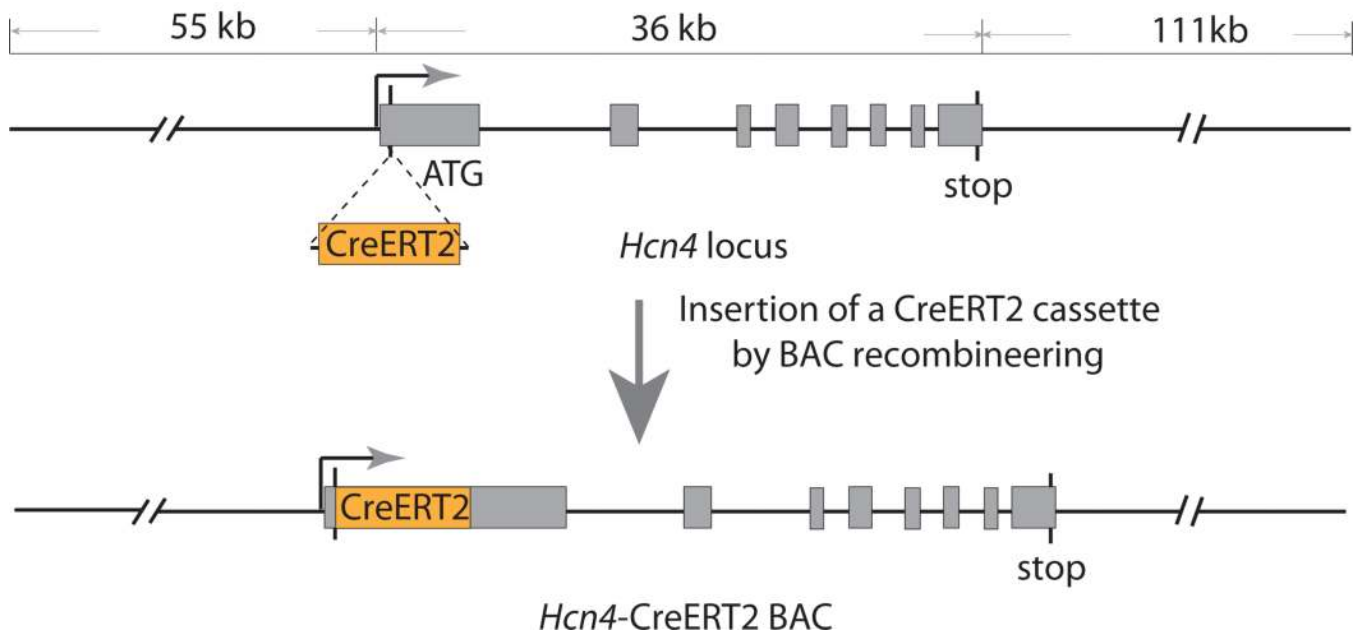 55 kb
36 kb
111kb
ATG
stop
CreERT2
Hcn4 locus
Insertion of a CreERT2 cassette
by BAC recombineering
CreERT2
stop
Hcn4-CreERT2 BAC